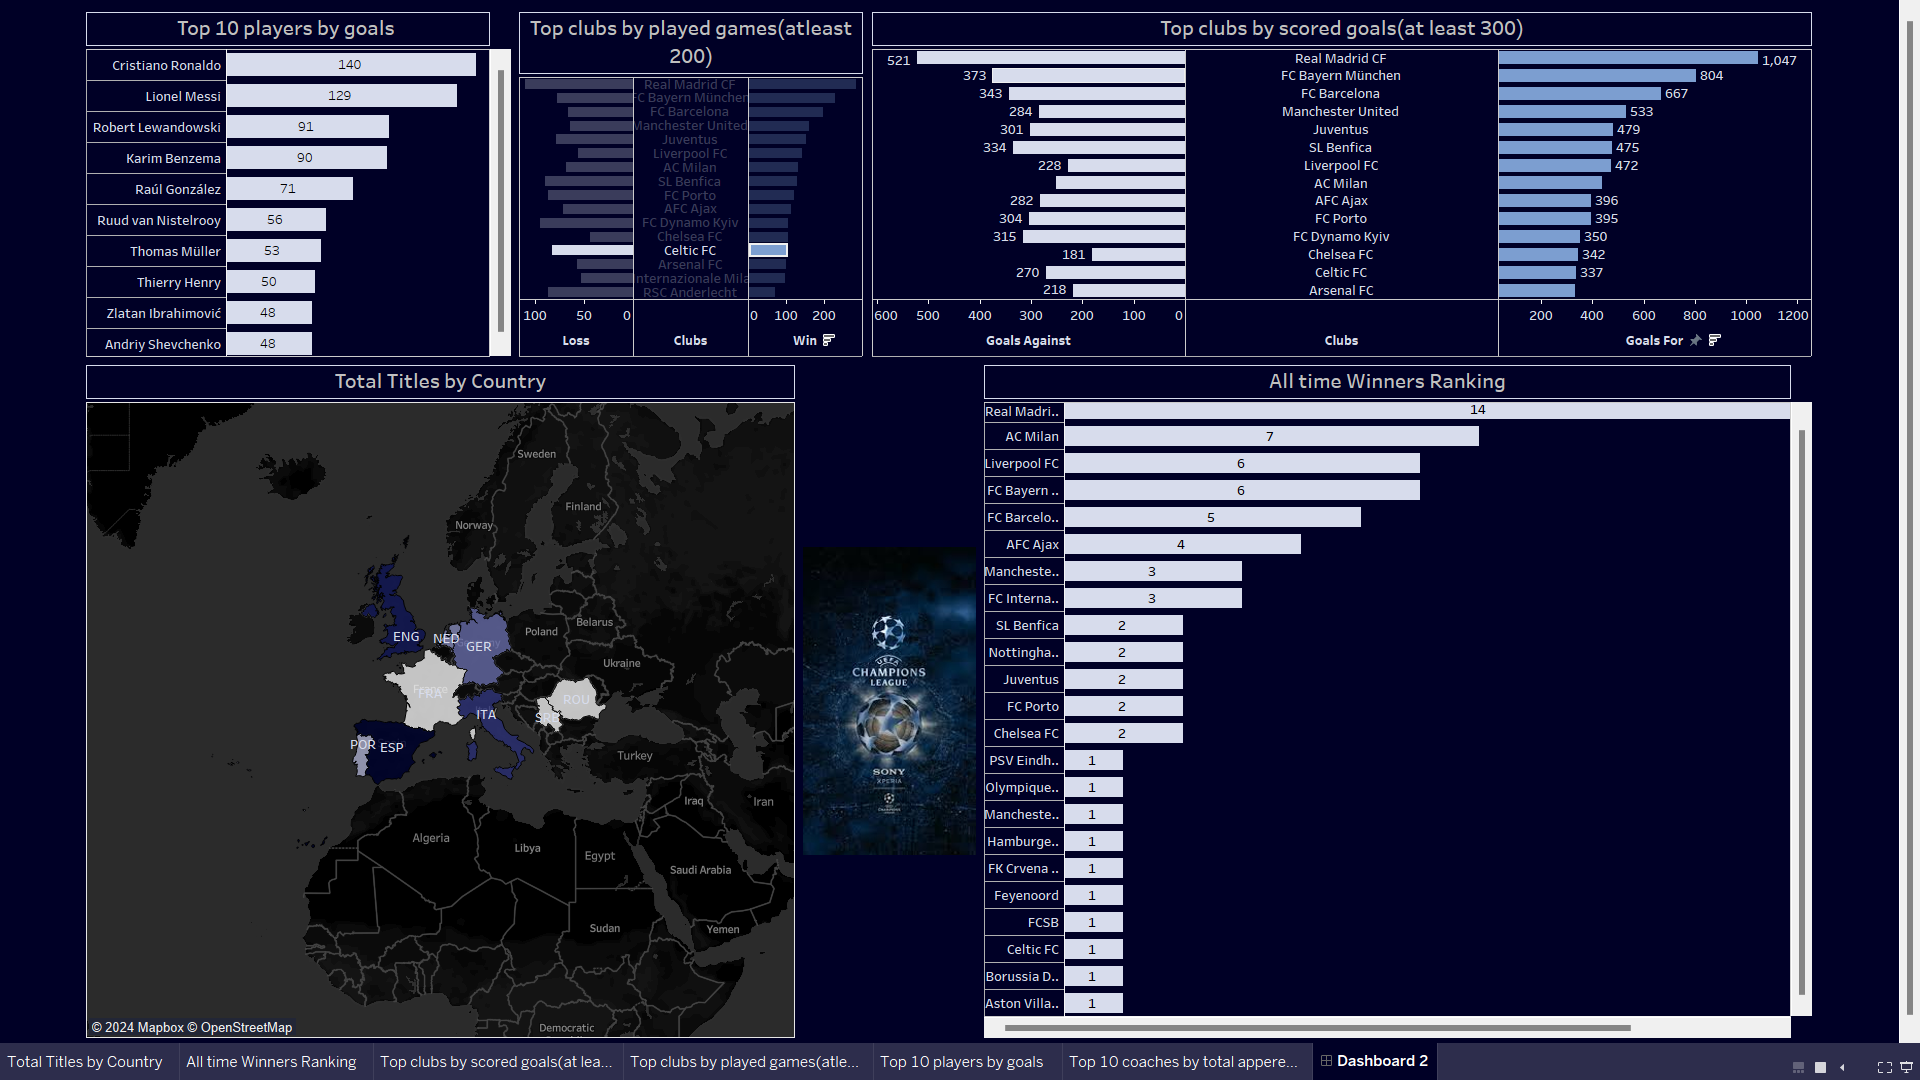 Top 10 players by goals
Cristiano Ronaldo 140
Lionel Messi 129
Robert Lewandowski 91
Karim Benzema 90
Raúl González 71
Ruud van Nistelrooy 56
Thomas Müller 53
Thierry Henry 50
Zlatan Ibrahimović 48
Andriy Shevchenko 48
Top clubs by played games(atleast
200)
Real Madrid CF
FC Bayern München
FC Barcelona
Manchester United
Juventus
Liverpool FC
AC Milan
SL Benfica
FC Porto
AFC Ajax
FC Dynamo Kyiv
Chelsea FC
Celtic FC
Arsenal FC
Internazionale Mila
RSC Anderlecht
100 50 0 0 100 200
Loss Clubs Win
Top clubs by scored goals(at least 300)
521 Real Madrid CF 1,047
373 FC Bayern München 804
343 FC Barcelona 667
284 Manchester United 533
301 Juventus 479
334 SL Benfica 475
228 Liverpool FC 472
AC Milan
282 AFC Ajax 396
304 FC Porto 395
315 FC Dynamo Kyiv 350
181 Chelsea FC 342
270 Celtic FC 337
218 Arsenal FC
600 500 400 300 200 100 0 200 400 600 800 1000 1200
Goals Against Clubs Goals For
Total Titles by Country
Sweden
Finland
Norway
Belarus
Poland
ENG
NED
GER
Ukraine
France
FRA
ROU
ITA
SRB
POR
ESP
Turkey
Iraq
Iran
Algeria
Libya
Egypt
Saudi Arabia
Sudan
Yemen
Democratic
© 2024 Mapbox © OpenStreetMap
UEFA
CHAMPIONS
LEAGUE
SONY
XPERIA
All time Winners Ranking
Real Madri.. 14
AC Milan 7
Liverpool FC 6
FC Bayern .. 6
FC Barcelo.. 5
AFC Ajax 4
Mancheste.. 3
FC Interna.. 3
SL Benfica 2
Nottingha.. 2
Juventus 2
FC Porto 2
Chelsea FC 2
PSV Eindh.. 1
Olympique.. 1
Mancheste.. 1
Hamburge.. 1
FK Crvena .. 1
Feyenoord 1
FCSB 1
Celtic FC 1
Borussia D.. 1
Aston Villa.. 1
Total Titles by Country
All time Winners Ranking
Top clubs by scored goals(at lea...
Top clubs by played games(atle...
Top 10 players by goals
Top 10 coaches by total appere...
Dashboard 2